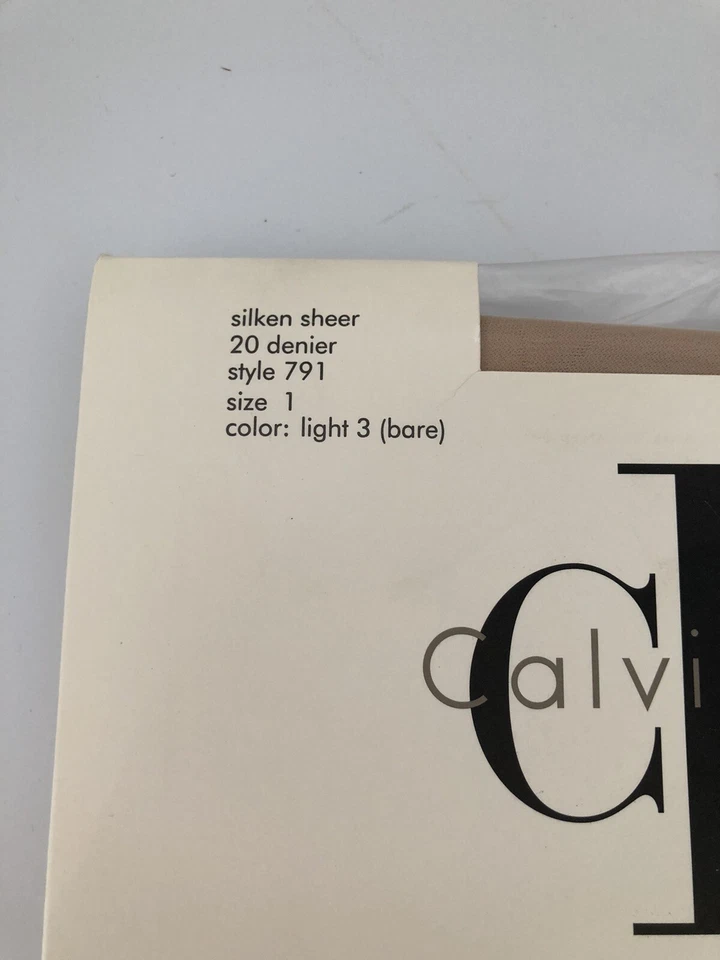 silken sheer
20 denier
style 791
size 1
color: light 3 (bare)
c
Calvi